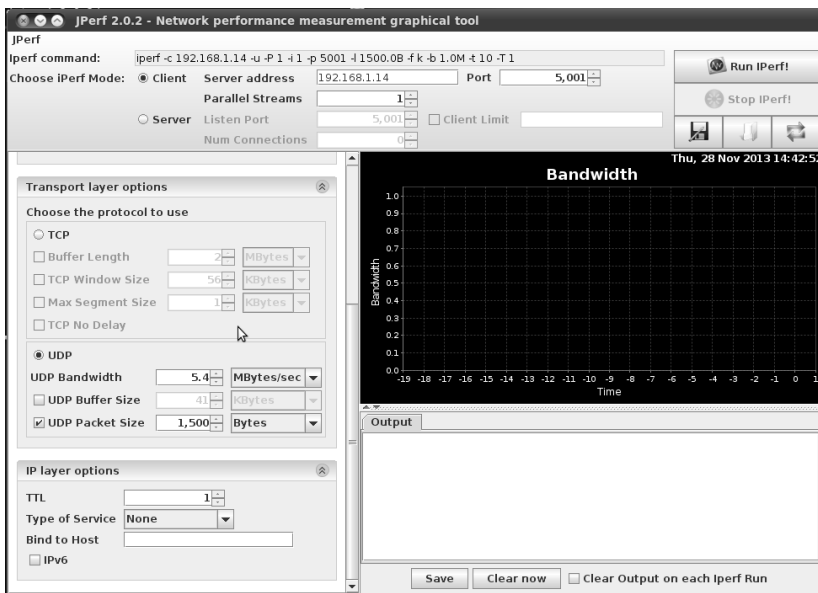 JPerf 2.0.2 - Network performance measurement graphical tool
JPerf
Iperf command: iperf -c 192.168.1.14 -u -P 1 -i 1 -p 5001 -l 1500.0B -f k -b 1.0M -t 10 -T 1
Choose iPerf Mode: Client Server address 192.168.1.14 Port 5,001
Parallel Streams 1
Server Listen Port 5,001 Client Limit
Num Connections 0
Run IPerf!
Stop IPerf!
Transport layer options
Choose the protocol to use
TCP
Buffer Length 2 MBytes
TCP Window Size 56 KBytes
Max Segment Size 1 KBytes
TCP No Delay
UDP
UDP Bandwidth 5.4 MBytes/sec
UDP Buffer Size 41 KBytes
UDP Packet Size 1,500 Bytes
IP layer options
TTL 1
Type of Service None
Bind to Host
IPv6
Thu, 28 Nov 2013 14:42:52
Bandwidth
Bandwidth
1.0
0.9
0.8
0.7
0.6
0.5
0.4
0.3
0.2
0.1
0.0
-19 -18 -17 -16 -15 -14 -13 -12 -11 -10 -9 -8 -7 -6 -5 -4 -3 -2 -1 0 1
Time
Output
Save Clear now Clear Output on each Iperf Run